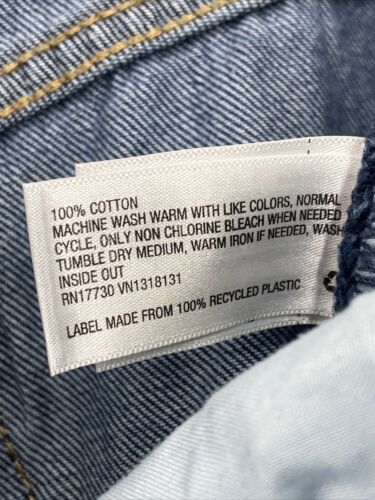 100% COTTON
MACHINE WASH WARM WITH LIKE COLORS, NORMAL
CYCLE, ONLY NON CHLORINE BLEACH WHEN NEEDED
TUMBLE DRY MEDIUM, WARM IRON IF NEEDED, WASH
INSIDE OUT
RN17730 VN1318131
LABEL MADE FROM 100% RECYCLED PLASTIC